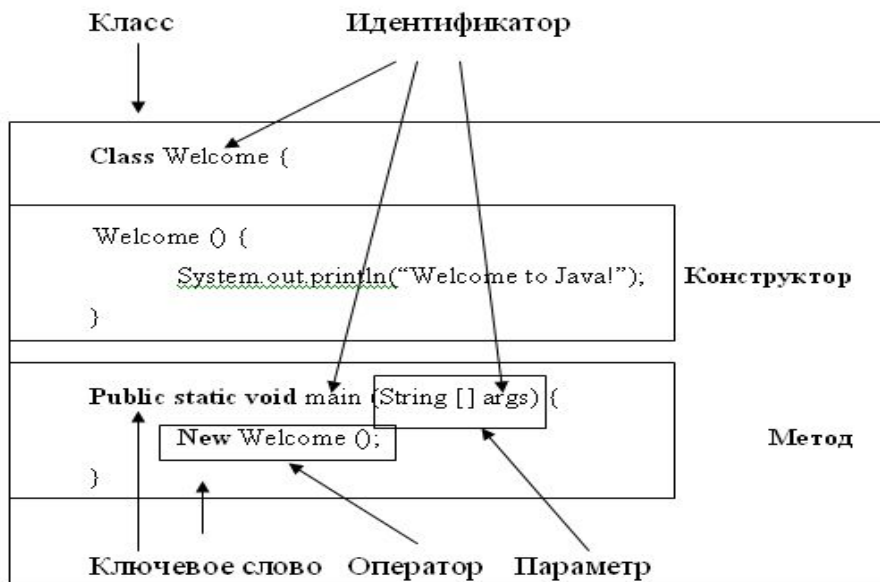 Класс Идентификатор
Class Welcome {
Welcome () {
System.out.println(“Welcome to Java!”);
Конструктор
}
Public static void main (String [] args) {
New Welcome ();
Метод
}
Ключевое слово Оператор Параметр